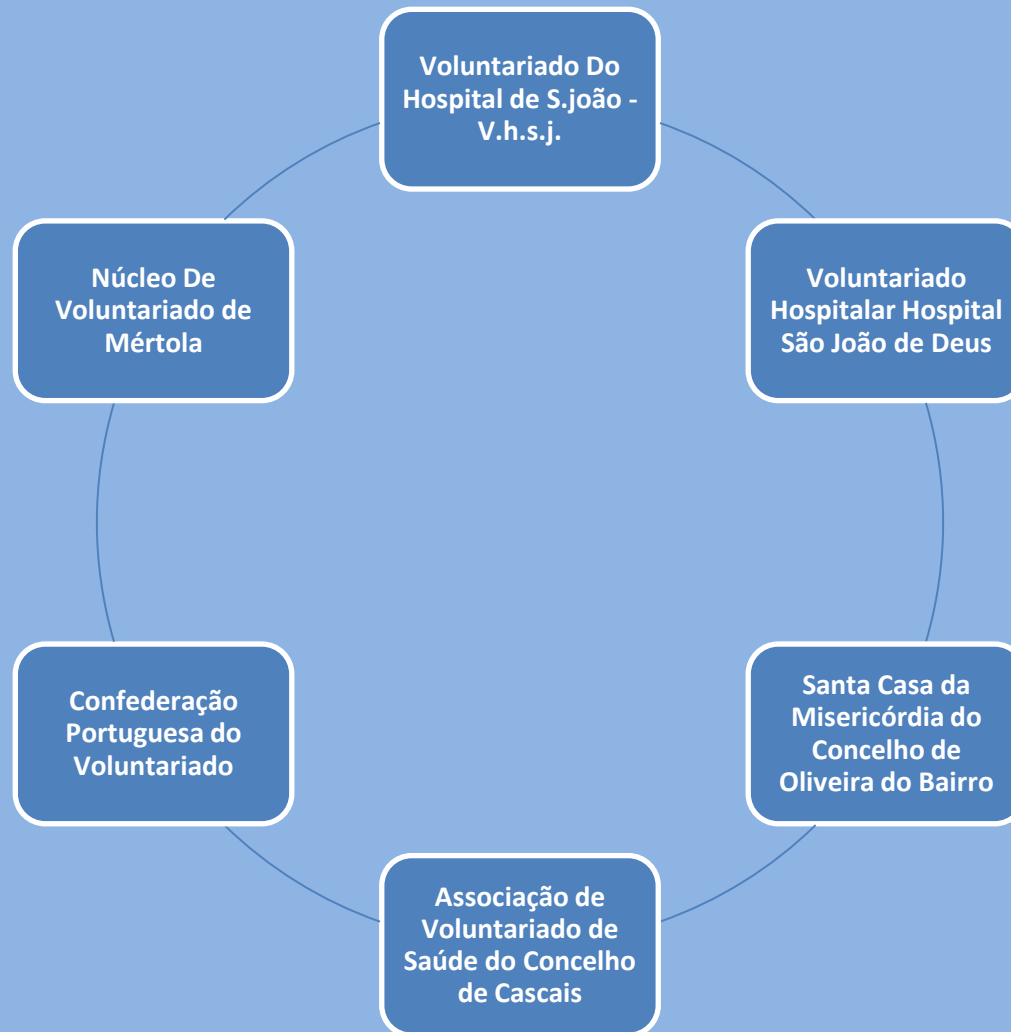 Voluntariado Do
Hospital de S.joão -
V.h.s.j.
Núcleo De
Voluntariado de
Mértola
Voluntariado
Hospitalar Hospital
São João de Deus
Confederação
Portuguesa do
Voluntariado
Santa Casa da
Misericórdia do
Concelho de
Oliveira do Bairro
Associação de
Voluntariado de
Saúde do Concelho
de Cascais